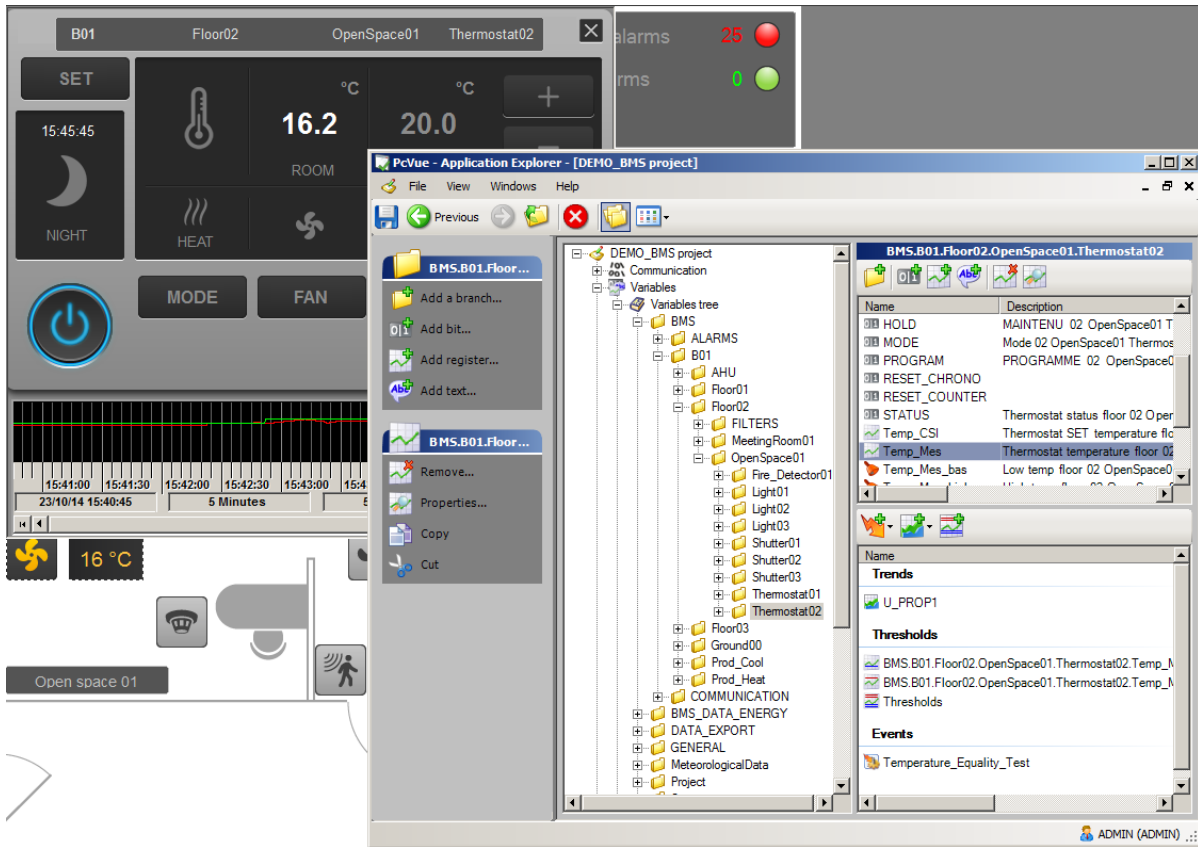 B01 Floor02 OpenSpace01 Thermostat02
alarms 25
rms 0
SET
15:45:45
NIGHT
°C °C
16.2 20.0
ROOM
HEAT
MODE FAN
15:41:00 15:41:30 15:42:00 15:42:30 15:43:00 15:4
23/10/14 15:40:45 5 Minutes 5
16 °C
Open space 01
PcVue - Application Explorer - [DEMO_BMS project]
File View Windows Help
Previous
BMS.B01.Floor...
Add a branch...
Add bit...
Add register...
Add text...
BMS.B01.Floor...
Remove...
Properties...
Copy
Cut
DEMO_BMS project
Communication
Variables
Variables tree
BMS
ALARMS
B01
AHU
Floor01
Floor02
FILTERS
MeetingRoom01
OpenSpace01
Fire_Detector01
Light01
Light02
Light03
Shutter01
Shutter02
Shutter03
Thermostat01
Thermostat02
Floor03
Ground00
Prod_Cool
Prod_Heat
COMMUNICATION
BMS_DATA_ENERGY
DATA_EXPORT
GENERAL
MeteorologicalData
Project
BMS.B01.Floor02.OpenSpace01.Thermostat02
Name Description
HOLD MAINTENU 02 OpenSpace01 T
MODE Mode 02 OpenSpace01 Thermos
PROGRAM PROGRAMME 02 OpenSpace0
RESET_CHRONO
RESET_COUNTER
STATUS Thermostat status floor 02 Oper
Temp_CSI Thermostat SET temperature flo
Temp_Mes Thermostat temperature floor 02
Temp_Mes_bas Low temp floor 02 OpenSpace0
Name
Trends
U_PROP1
Thresholds
BMS.B01.Floor02.OpenSpace01.Thermostat02.Temp_M
BMS.B01.Floor02.OpenSpace01.Thermostat02.Temp_M
Thresholds
Events
Temperature_Equality_Test
ADMIN (ADMIN)